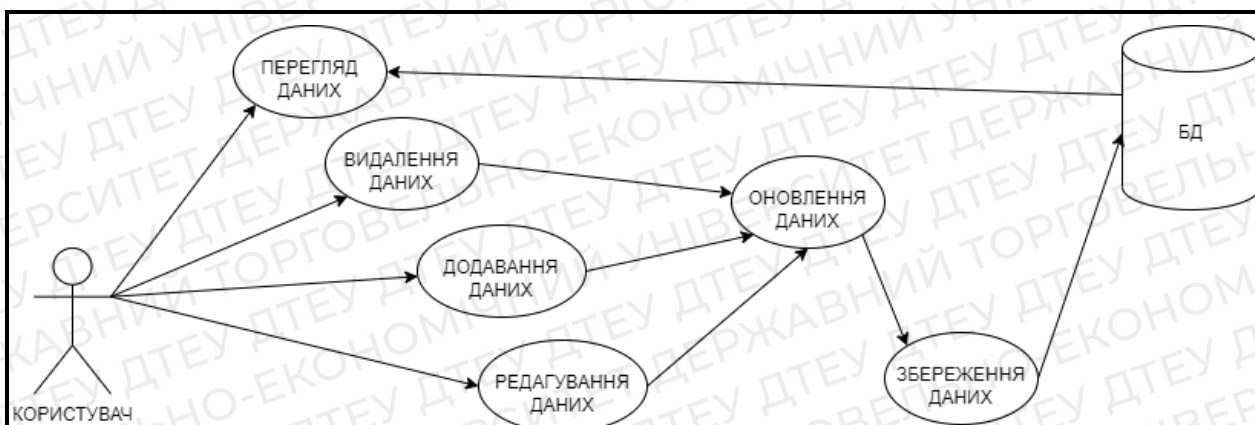 ПЕРЕГЛЯД
ДАНИХ
ВИДАЛЕННЯ
ДАНИХ
ДОДАВАННЯ
ДАНИХ
РЕДАГУВАННЯ
ДАНИХ
ОНОВЛЕННЯ
ДАНИХ
ЗБЕРЕЖЕННЯ
ДАНИХ
БД
КОРИСТУВАЧ